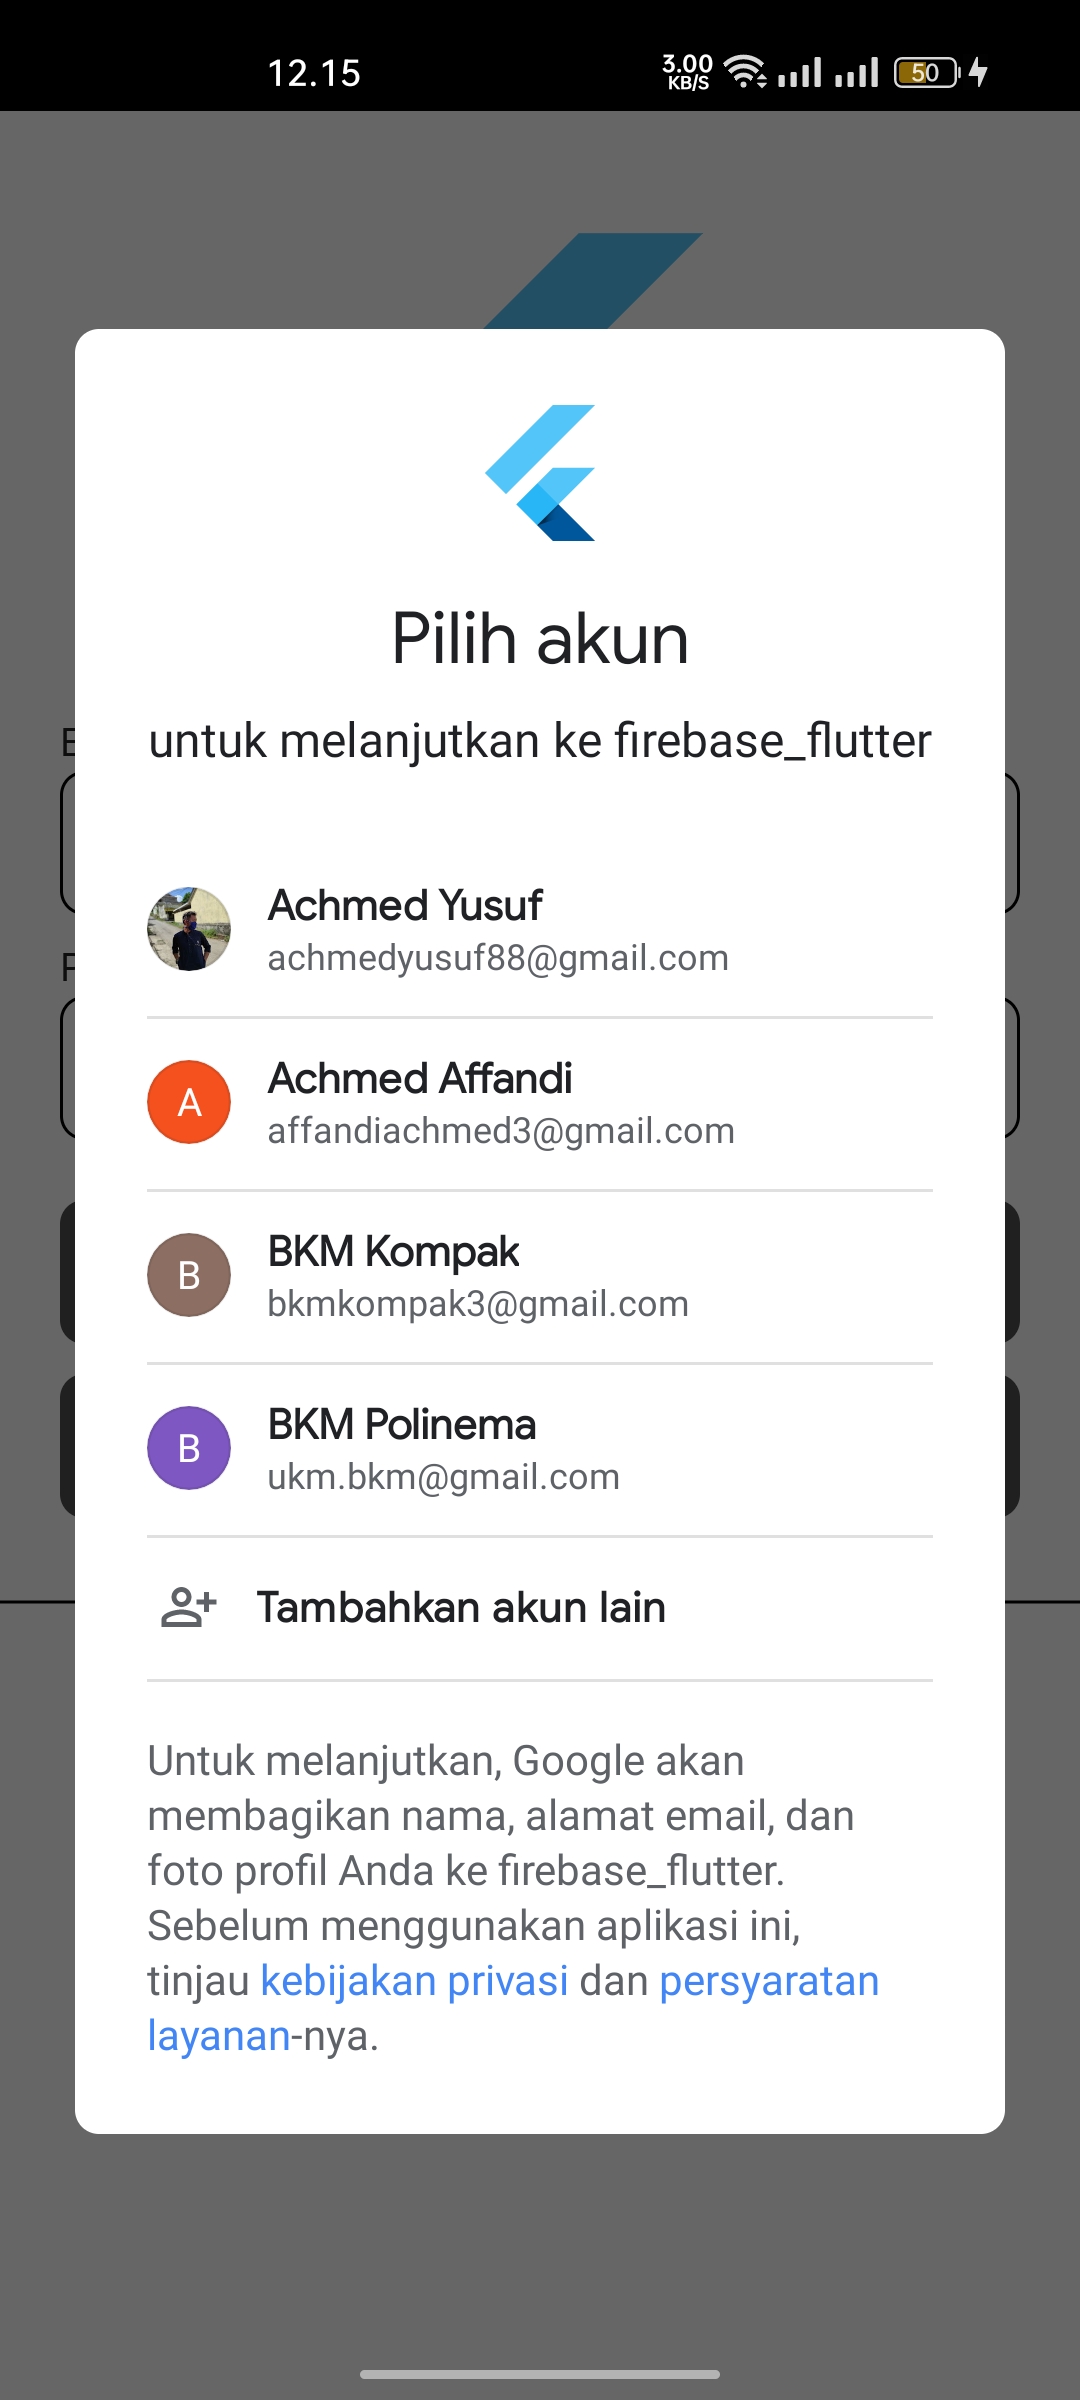 12.15
3.00
KB/S
50
Pilih akun
untuk melanjutkan ke firebase_flutter
Achmed Yusuf
achmedyusuf88@gmail.com
A
Achmed Affandi
affandiachmed3@gmail.com
B
BKM Kompak
bkmkompak3@gmail.com
B
BKM Polinema
ukm.bkm@gmail.com
Tambahkan akun lain
Untuk melanjutkan, Google akan
membagikan nama, alamat email, dan
foto profil Anda ke firebase_flutter.
Sebelum menggunakan aplikasi ini,
tinjau kebijakan privasi dan persyaratan
layanan-nya.